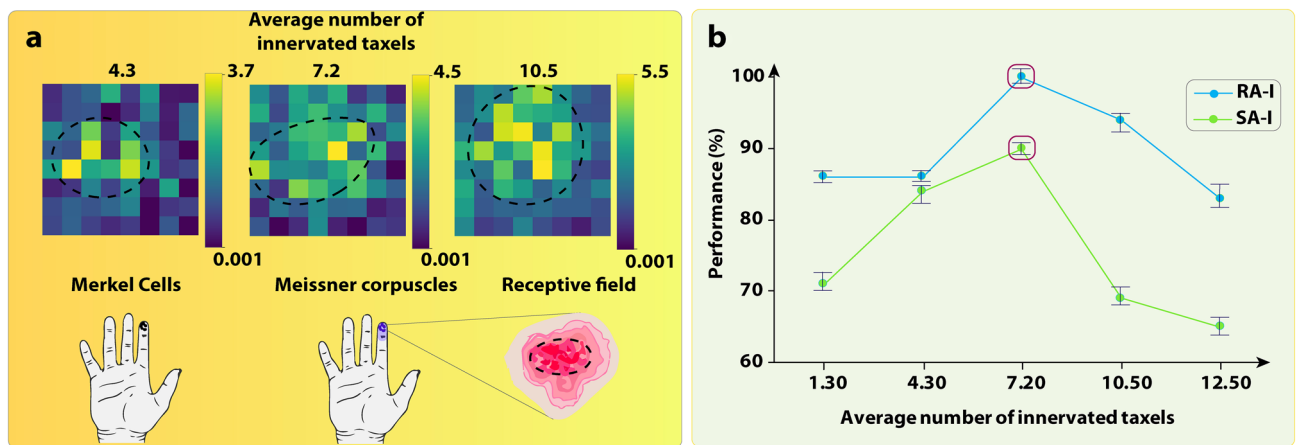 a
Average number of
innervated taxels
4.3
3.7
7.2
4.5
10.5
5.5
0.001
0.001
0.001
Merkel Cells
Meissner corpuscles
Receptive field
b
100
90
80
70
60
Performance (%)
RA-I
SA-I
1.30
4.30
7.20
10.50
12.50
Average number of innervated taxels